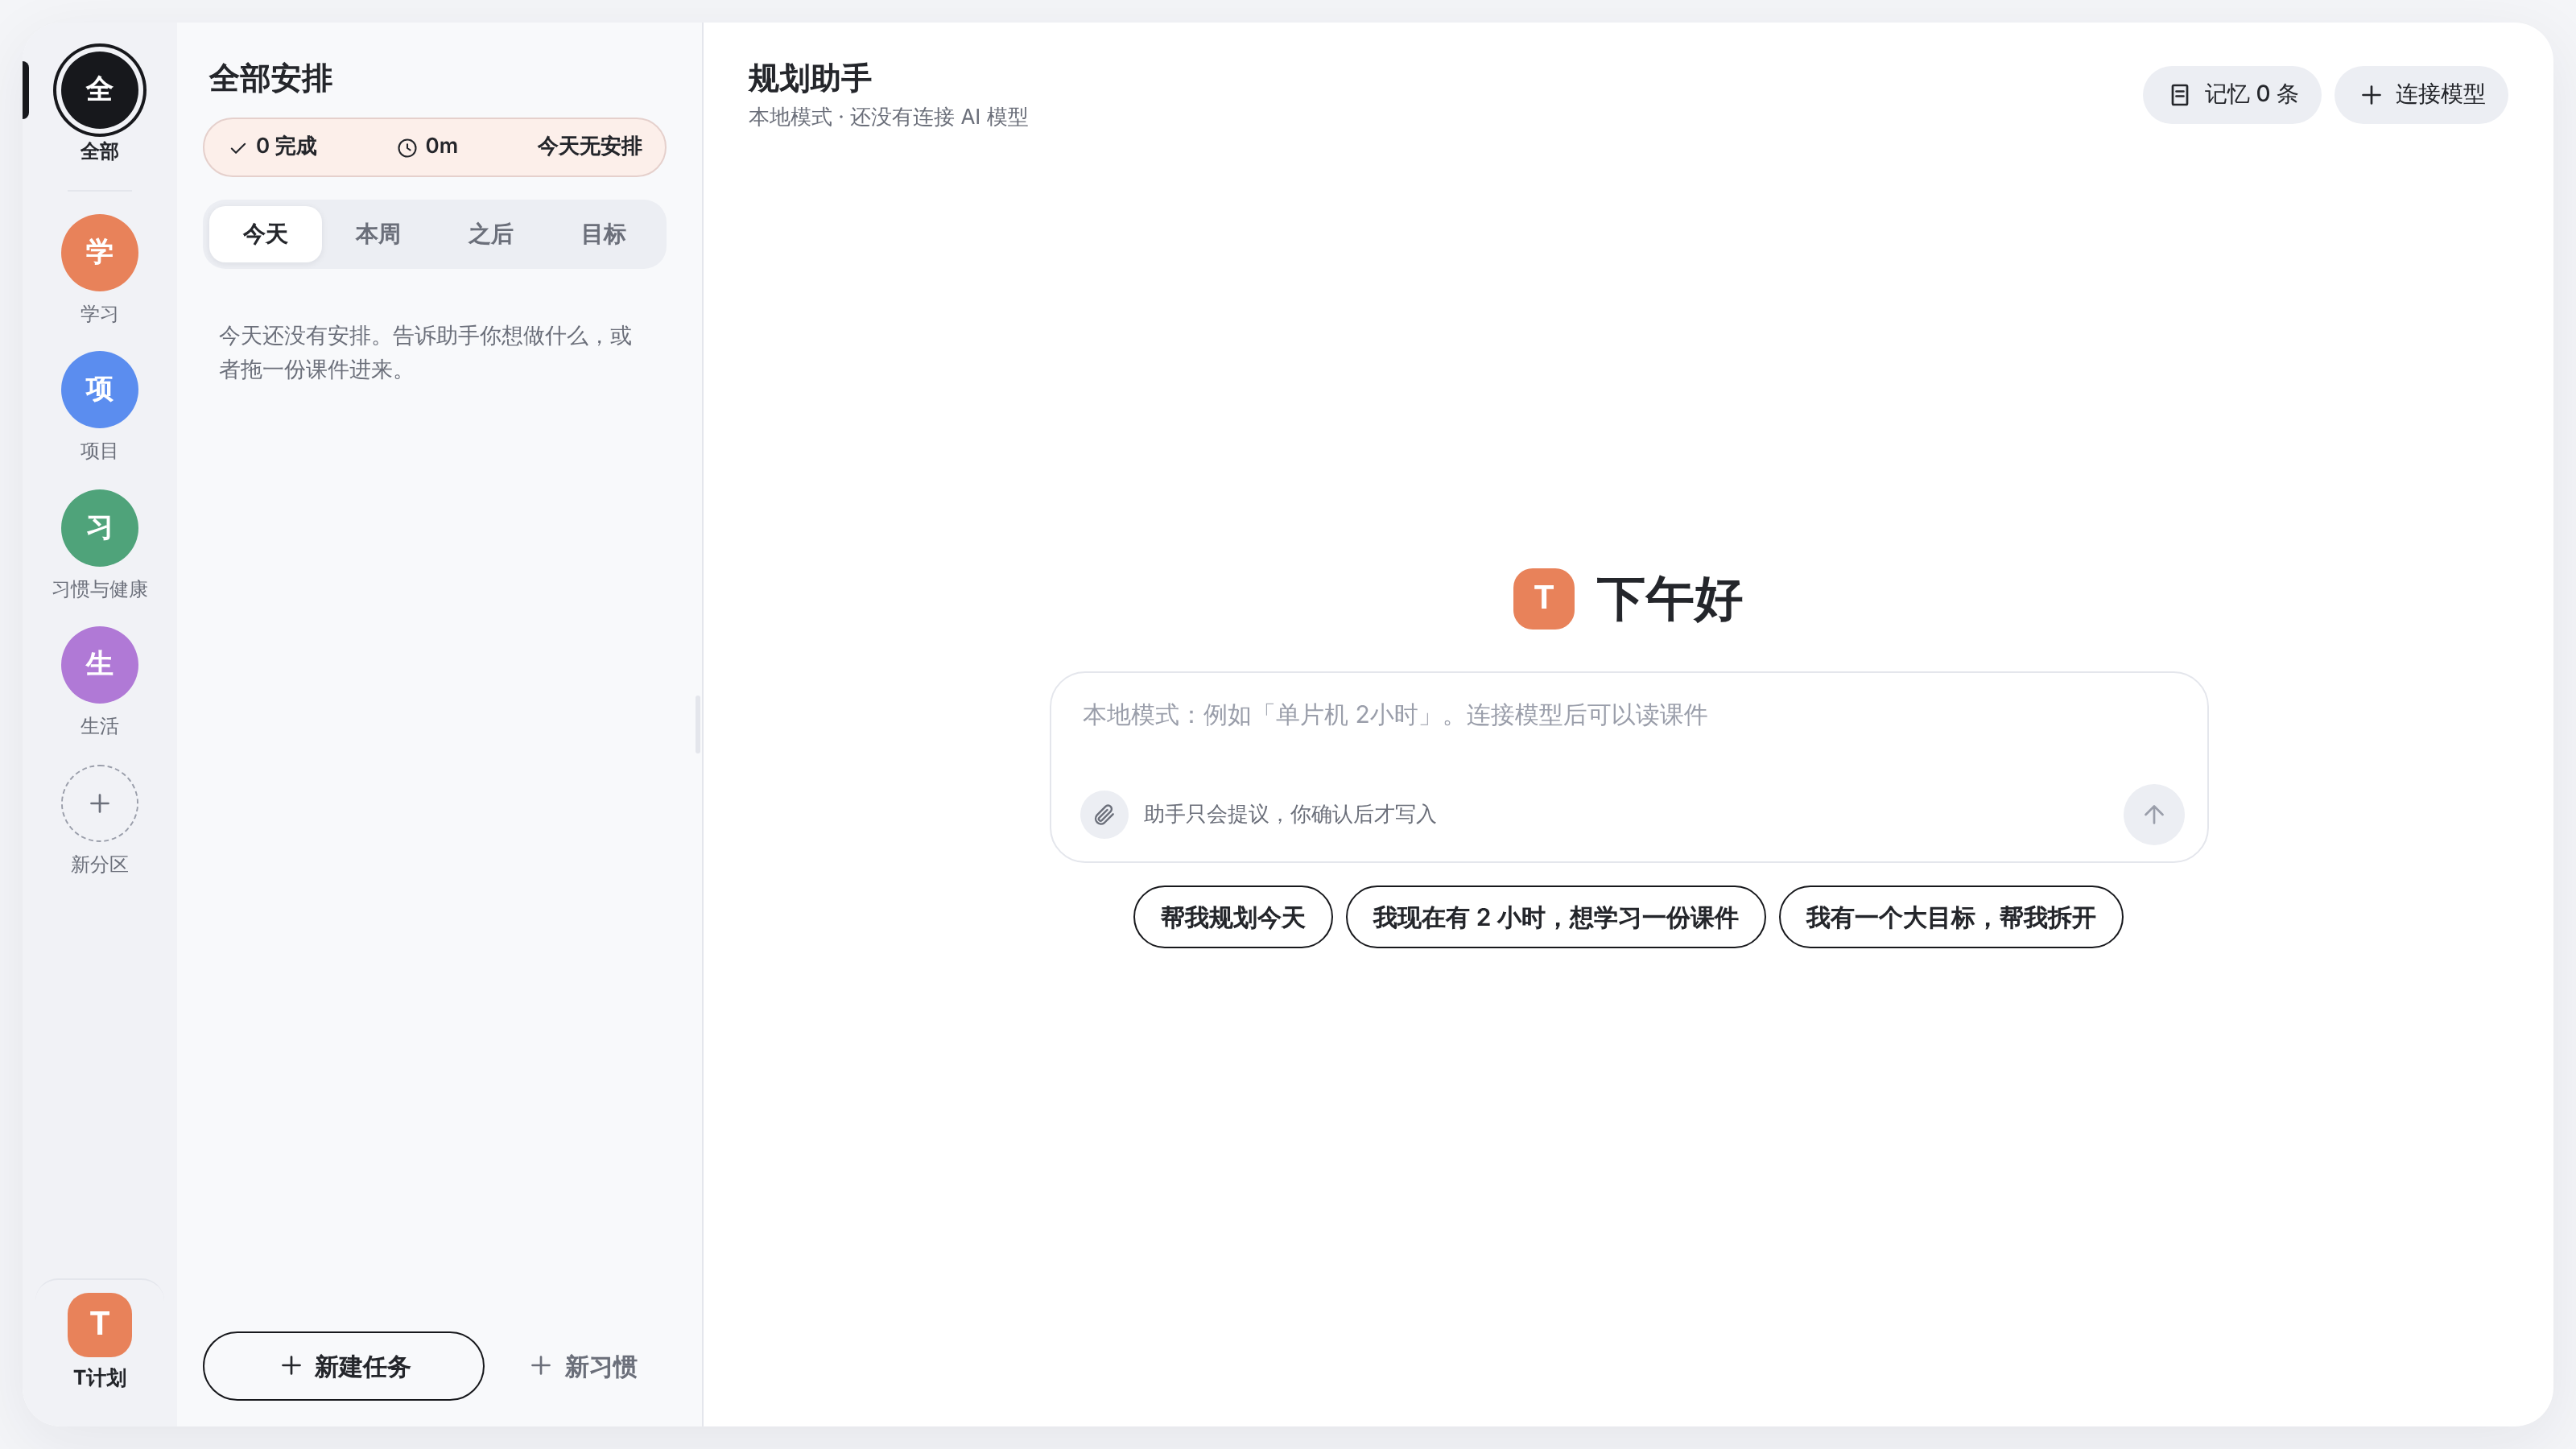 全
全部
学
学习
项
项目
习
习惯与健康
生
生活
新分区
T
T计划
全部安排
0 完成
0m
今天无安排
今天
本周
之后
目标
今天还没有安排。告诉助手你想做什么，或
者拖一份课件进来。
新建任务
新习惯
规划助手
本地模式 · 还没有连接 AI 模型
记忆 0 条
连接模型
T
下午好
本地模式：例如「单片机 2小时」。连接模型后可以读课件
助手只会提议，你确认后才写入
帮我规划今天
我现在有 2 小时，想学习一份课件
我有一个大目标，帮我拆开